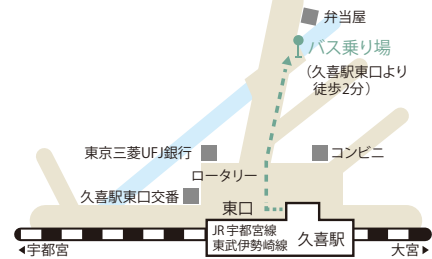 弁当屋
バス乗り場
（久喜駅東口より
徒歩2分）
東京三菱UFJ銀行
コンビニ
ロータリー
久喜駅東口交番
東口
JR宇都宮線
東武伊勢崎線
久喜駅
宇都宮
大宮